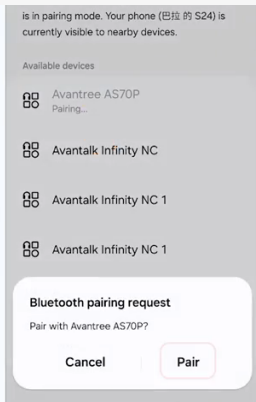 is in pairing mode. Your phone (巴拉 的 S24) is
currently visible to nearby devices.
Available devices
Avantree AS70P
Pairing...
Avantalk Infinity NC
Avantalk Infinity NC 1
Avantalk Infinity NC 1
Bluetooth pairing request
Pair with Avantree AS70P?
Cancel
Pair